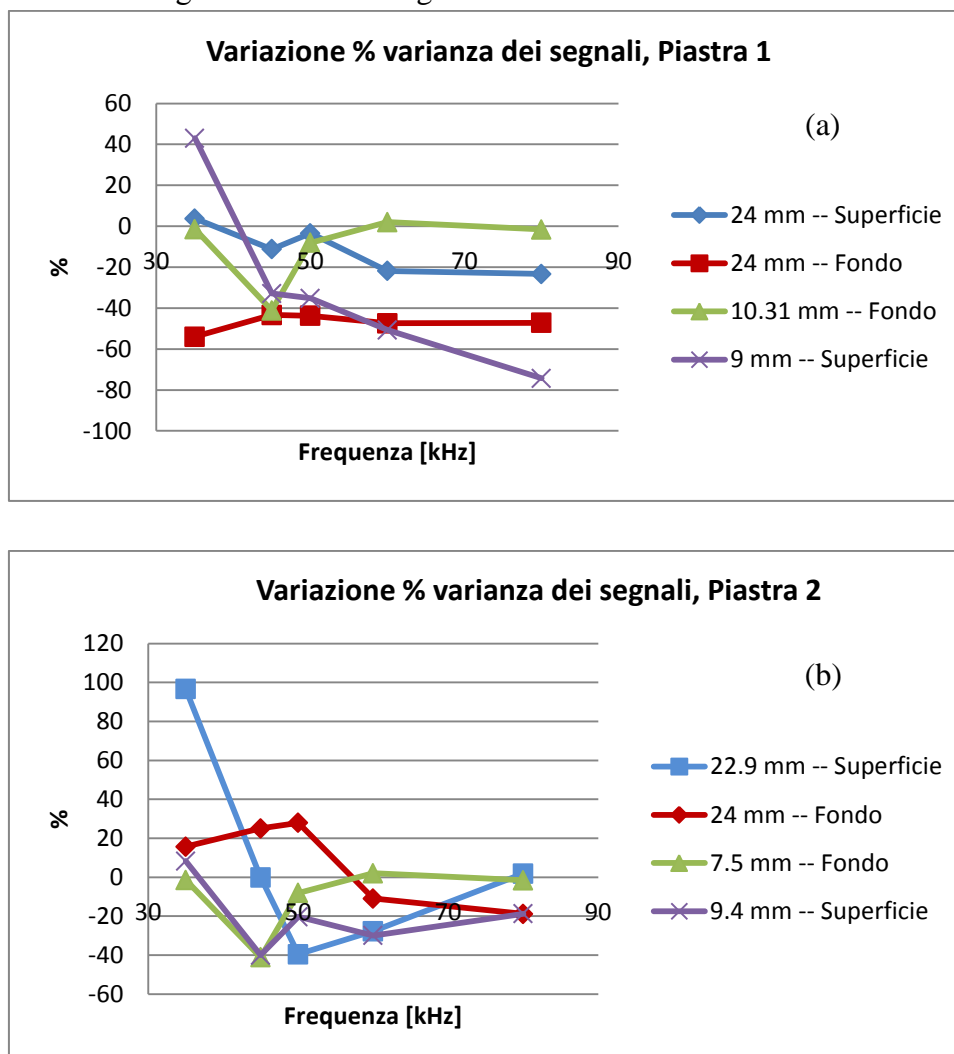 Variazione % varianza dei segnali, Piastra 1
(a)
60
40
20
0
-20
-40
-60
-80
-100
%
30
50
70
90
Frequenza [kHz]
24 mm -- Superficie
24 mm -- Fondo
10.31 mm -- Fondo
9 mm -- Superficie
Variazione % varianza dei segnali, Piastra 2
(b)
120
100
80
60
40
20
0
-20
-40
-60
%
30
50
70
90
Frequenza [kHz]
22.9 mm -- Superficie
24 mm -- Fondo
7.5 mm -- Fondo
9.4 mm -- Superficie